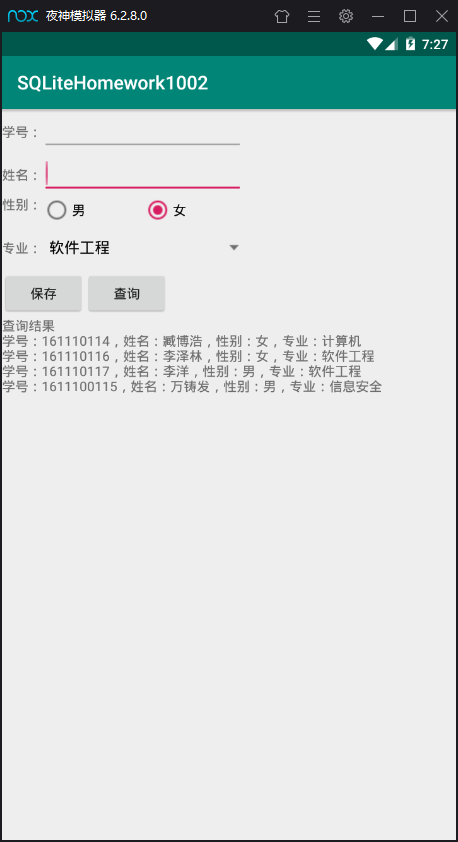 nox 夜神模拟器 6.2.8.0
7:27
SQLiteHomework1002
学号：
姓名：
性别： 男 女
专业： 软件工程
保存 查询
查询结果
学号：161110114，姓名：臧博浩，性别：女，专业：计算机
学号：161110116，姓名：李泽林，性别：女，专业：软件工程
学号：161110117，姓名：李洋，性别：男，专业：软件工程
学号：1611100115，姓名：万铸发，性别：男，专业：信息安全